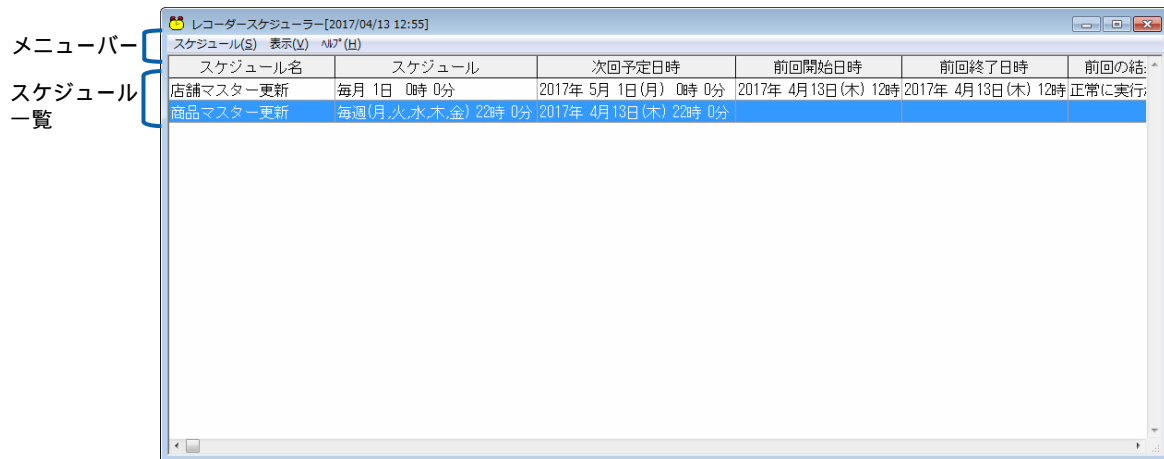 レコーダースケジューラー[2017/04/13 12:55]
メニューバー
スケジュール(S) 表示(V) ﾍﾙﾌﾟ(H)
スケジュール一覧
スケジュール名 スケジュール 次回予定日時 前回開始日時 前回終了日時 前回の結
店舗マスター更新 毎月 1日 0時 0分 2017年 5月 1日(月) 0時 0分 2017年 4月13日(木) 12時 2017年 4月13日(木) 12時 正常に実行
商品マスター更新 毎週(月,火,水,木,金) 22時 0分 2017年 4月13日(木) 22時 0分